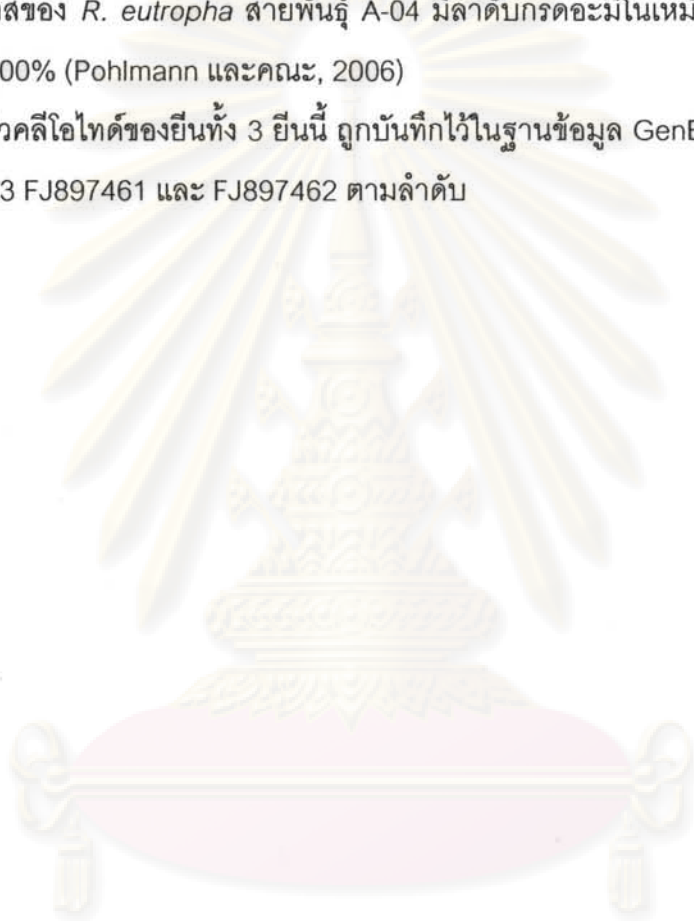 สของ R. eutropha สายพันธุ์ A-04 มีลำดับกรดอะมิโนเหม
00% (Pohlmann และคณะ, 2006)
วคลีโอไทด์ของยีนทั้ง 3 ยีนนี้ ถูกบันทึกไว้ในฐานข้อมูล GenB
3 FJ897461 และ FJ897462 ตามลำดับ